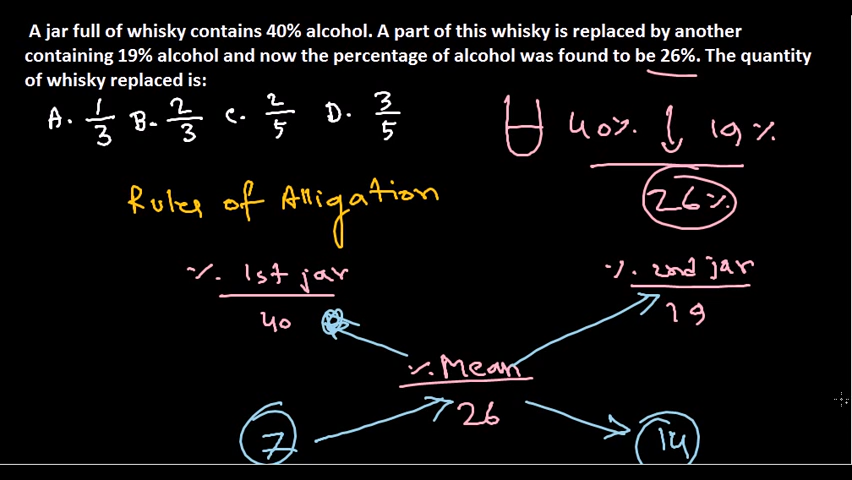 A jar full of whisky contains 40% alcohol. A part of this whisky is replaced by another
containing 19% alcohol and now the percentage of alcohol was found to be 26%. The quantity
of whisky replaced is:
A. 1/3 B. 2/3 C. 2/5 D. 3/5
40% ↓ 19%
26%
Rules of Alligation
%. 1st jar %. 2nd jar
40 19
%. Mean
26
7 14